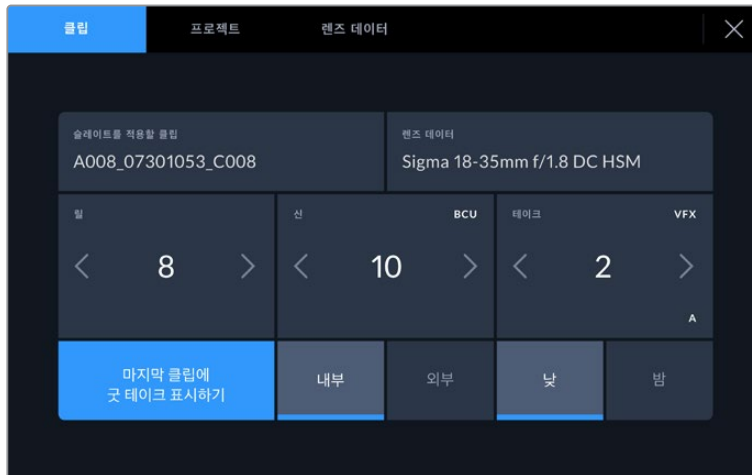 클립
프로젝트
렌즈 데이터
슬레이트를 적용할 클립
렌즈 데이터
A008_07301053_C008
Sigma 18-35mm f/1.8 DC HSM
릴
신
BCU
테이크
VFX
8
10
2
A
마지막 클립에
굿 테이크 표시하기
내부
외부
낮
밤